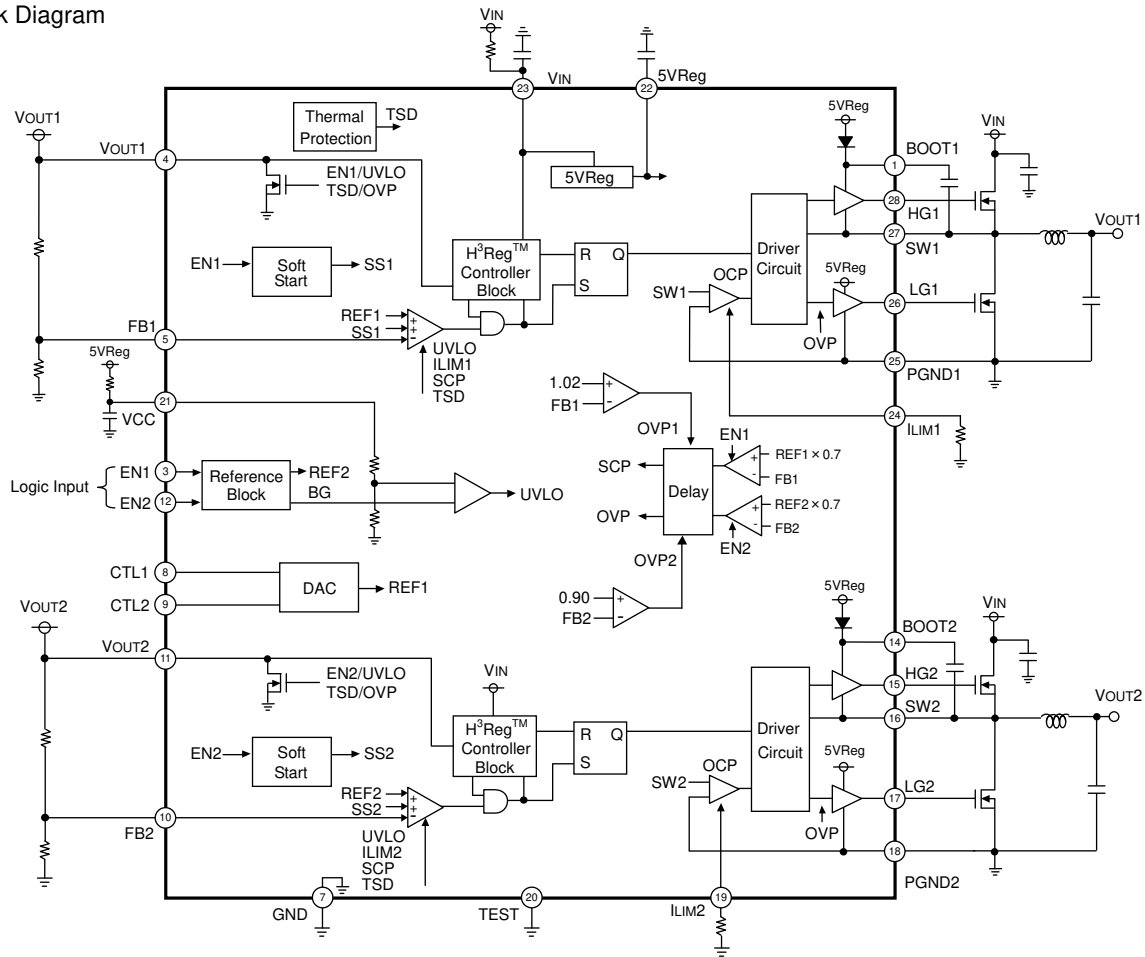 k Diagram
VIN
VIN
23
22
5VReg
Thermal
Protection
TSD
VOUT1
VOUT1
4
EN1/UVLO
TSD/OVP
5VReg
5VReg
BOOT1
1
VIN
28
HG1
27
SW1
VOUT1
Driver
Circuit
EN1
Soft
Start
SS1
H³Reg™
Controller
Block
R
Q
S
OCP
SW1
5VReg
26
LG1
OVP
25
PGND1
REF1
SS1
+
+
-
FB1
5
UVLO
ILIM1
SCP
TSD
5VReg
21
VCC
1.02
+
FB1
-
OVP1
24
ILIM1
Logic Input
EN1
3
EN2
12
Reference
Block
REF2
BG
UVLO
SCP
OVP
Delay
EN1
+
REF1×0.7
-
FB1
+
REF2×0.7
-
FB2
EN2
OVP2
CTL1
8
CTL2
9
DAC
REF1
0.90
+
FB2
-
VOUT2
VOUT2
11
EN2/UVLO
TSD/OVP
VIN
5VReg
BOOT2
14
VIN
15
HG2
16
SW2
VOUT2
Driver
Circuit
EN2
Soft
Start
SS2
H³Reg™
Controller
Block
R
Q
S
OCP
SW2
5VReg
17
LG2
OVP
18
PGND2
REF2
SS2
+
+
-
FB2
10
UVLO
ILIM2
SCP
TSD
GND
7
TEST
20
ILIM2
19